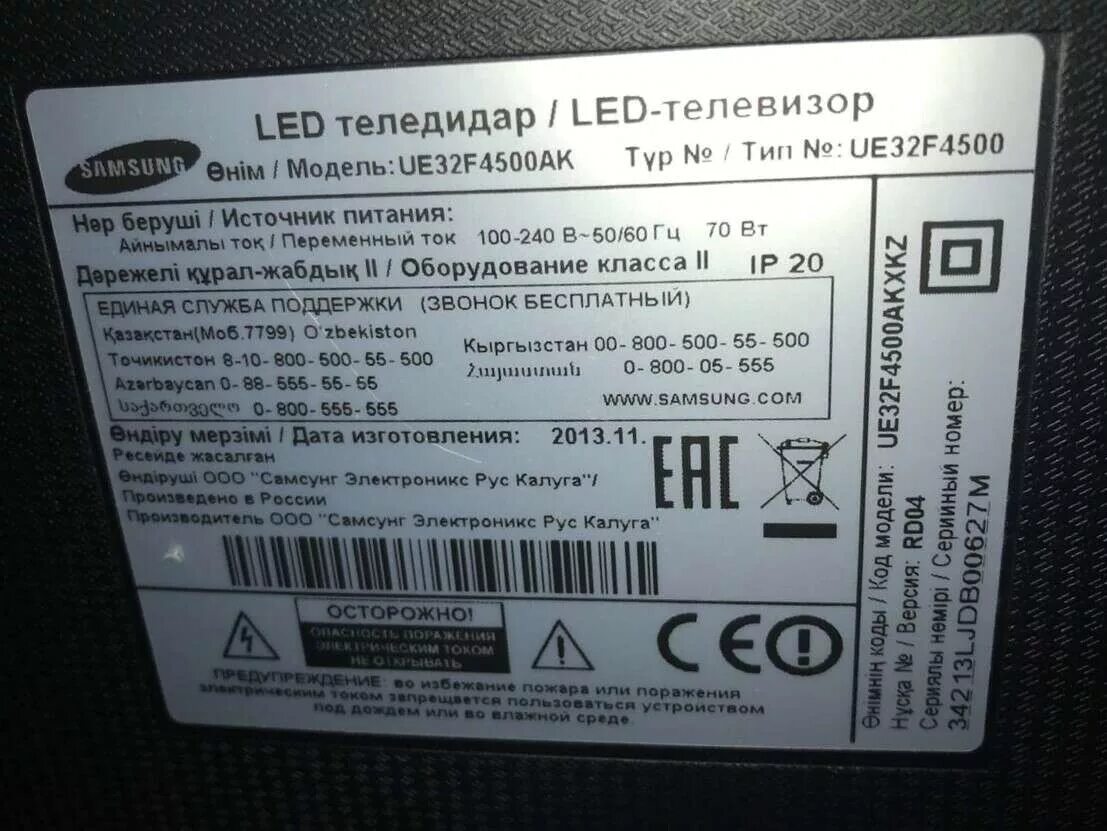 LED теледидар / LED-телевизор
SAMSUNG
Өнім / Модель: UE32F4500AK Түр № / Тип №: UE32F4500
Нәр беруші / Источник питания:
Айнымалы ток / Переменный ток 100-240 В~50/60 Гц 70 Вт
Дәрежелі құрал-жабдық II / Оборудование класса II IP 20
ЕДИНАЯ СЛУЖБА ПОДДЕРЖКИ (ЗВОНОК БЕСПЛАТНЫЙ)
Қазақстан(Моб.7799) O'zbekiston
Точикистон 8-10-800-500-55-500
Кыргызстан 00-800-500-55-500
Azərbaycan 0-88-555-55-55
Հայաստան 0-800-05-555
საქართველო 0-800-555-555
WWW.SAMSUNG.COM
Өндіру мерзімі / Дата изготовления: 2013.11.
Ресейде жасалған
Өндіруші ООО "Самсунг Электроникс Рус Калуга"/
Произведено в России
Производитель ООО "Самсунг Электроникс Рус Калуга"
EAC
ОСТОРОЖНО!
ОПАСНОСТЬ ПОРАЖЕНИЯ
ЭЛЕКТРИЧЕСКИМ ТОКОМ
НЕ ОТКРЫВАТЬ
CE
ПРЕДУПРЕЖДЕНИЕ: во избежание пожара или поражения
электрическим током запрещается пользоваться устройством
под дождем или во влажной среде.
Өнімнің коды / Код модели: UE32F4500AKXKZ
Нұсқа № / Версия: RD04
Сериялы нөмірі / Серийный номер:
34213LJDB00627M